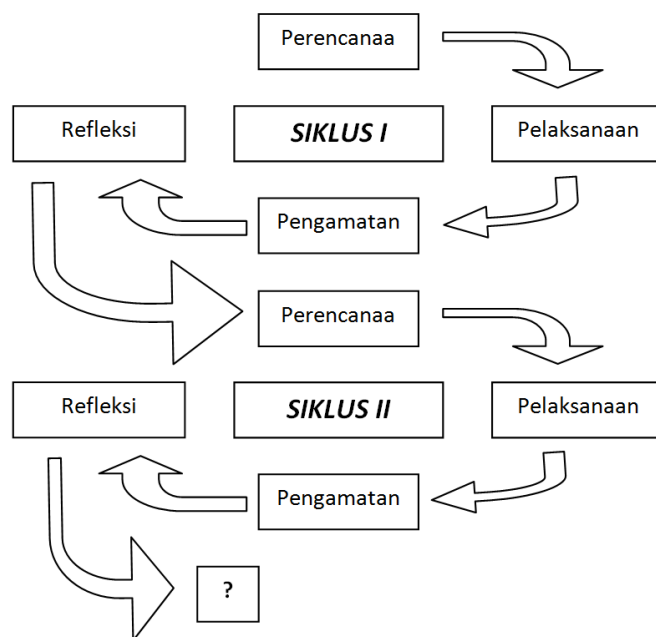 Perencanaa
Refleksi
SIKLUS I
Pelaksanaan
Pengamatan
Perencanaa
Refleksi
SIKLUS II
Pelaksanaan
Pengamatan
?